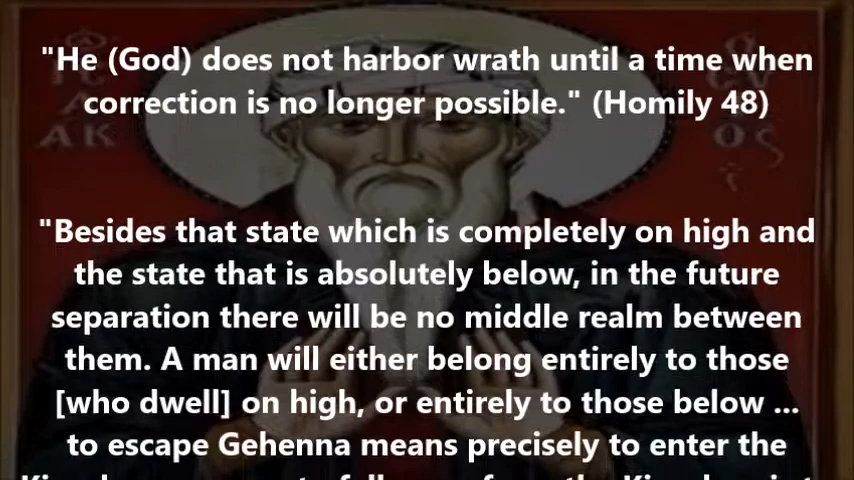 "He (God) does not harbor wrath until a time when
correction is no longer possible." (Homily 48)
"Besides that state which is completely on high and
the state that is absolutely below, in the future
separation there will be no middle realm between
them. A man will either belong entirely to those
[who dwell] on high, or entirely to those below ...
to escape Gehenna means precisely to enter the